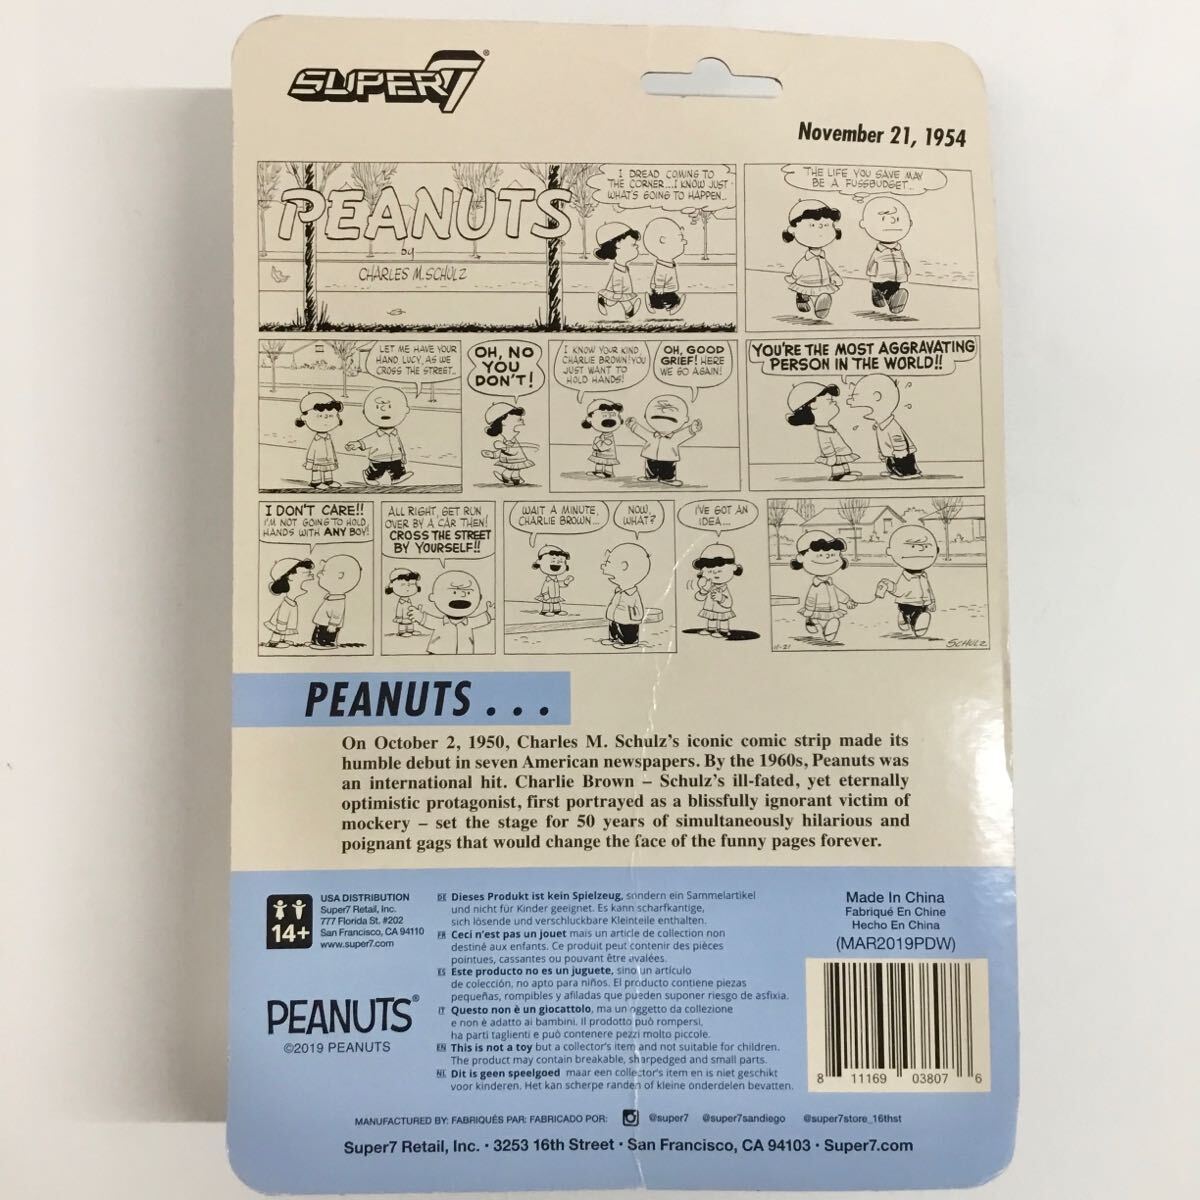 SUPER7®
November 21, 1954
PEANUTS
by
CHARLES M. SCHULZ
I DREAD COMING TO
THE CORNER...I KNOW JUST
WHAT'S GOING TO HAPPEN..
THE LIFE YOU SAVE MAY
BE A FUSSBUDGET..
LET ME HAVE YOUR
HAND LUCY, AS WE
CROSS THE STREET..
OH, NO
YOU
DON'T!
I KNOW YOUR KIND,
CHARLIE BROWN! YOU
JUST WANT TO
HOLD HANDS!
OH, GOOD
GRIEF! HERE
WE GO AGAIN!
YOU'RE THE MOST AGGRAVATING
PERSON IN THE WORLD!!
I DON'T CARE!!
I'M NOT GOING TO HOLD
HANDS WITH ANY BOY!
ALL RIGHT, GET RUN
OVER BY A CAR THEN!
CROSS THE STREET
BY YOURSELF!!
WAIT A MINUTE,
CHARLIE BROWN...
NOW,
WHAT?
I'VE GOT AN
IDEA...
11-21
SCHULZ
PEANUTS . . .
On October 2, 1950, Charles M. Schulz's iconic comic strip made its
humble debut in seven American newspapers. By the 1960s, Peanuts was
an international hit. Charlie Brown – Schulz's ill-fated, yet eternally
optimistic protagonist, first portrayed as a blissfully ignorant victim of
mockery – set the stage for 50 years of simultaneously hilarious and
poignant gags that would change the face of the funny pages forever.
14+
USA DISTRIBUTION
Super7 Retail, Inc.
777 Florida St. #202
San Francisco, CA 94110
www.super7.com
PEANUTS®
©2019 PEANUTS
DE Dieses Produkt ist kein Spielzeug, sondern ein Sammelartikel
und nicht für Kinder geeignet. Es kann scharfkantige,
sich lösende und verschluckbare Kleinteile enthalten.
FR Ceci n'est pas un jouet mais un article de collection non
destiné aux enfants. Ce produit peut contenir des pièces
pointues, cassantes ou pouvant être avalées.
ES Este producto no es un juguete, sino un artículo
de colección, no apto para niños. El producto contiene piezas
pequeñas, rompibles y afiladas que pueden suponer riesgo de asfixia.
IT Questo non è un giocattolo, ma un oggetto da collezione
e non è adatto ai bambini. Il prodotto può rompersi,
ha parti taglienti e può contenere pezzi molto piccole.
EN This is not a toy but a collector's item and not suitable for children.
The product may contain breakable, sharpedged and small parts.
NL Dit is geen speelgoed maar een collector's item en is niet geschikt
voor kinderen. Het kan scherpe randen of kleine onderdelen bevatten.
Made In China
Fabriqué En Chine
Hecho En China
(MAR2019PDW)
8 11169 03807 6
MANUFACTURED BY: FABRIQUÉS PAR: FABRICADO POR: @super7 @super7sandiego @super7store_16thst
Super7 Retail, Inc. • 3253 16th Street • San Francisco, CA 94103 • Super7.com